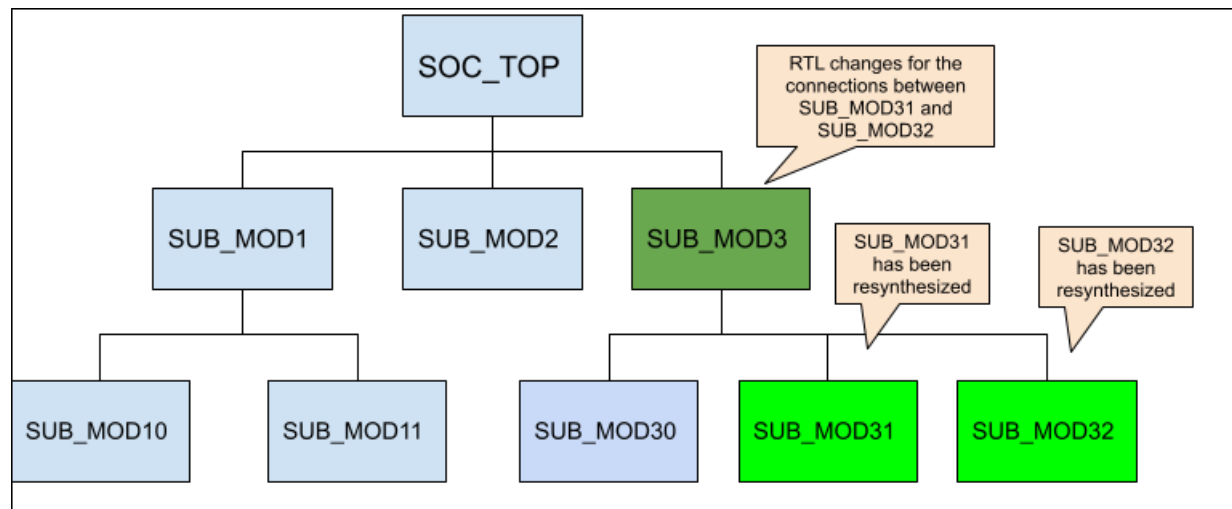 SOC_TOP
RTL changes for the
connections between
SUB_MOD31 and
SUB_MOD32
SUB_MOD1
SUB_MOD2
SUB_MOD3
SUB_MOD31
has been
resynthesized
SUB_MOD32
has been
resynthesized
SUB_MOD10
SUB_MOD11
SUB_MOD30
SUB_MOD31
SUB_MOD32